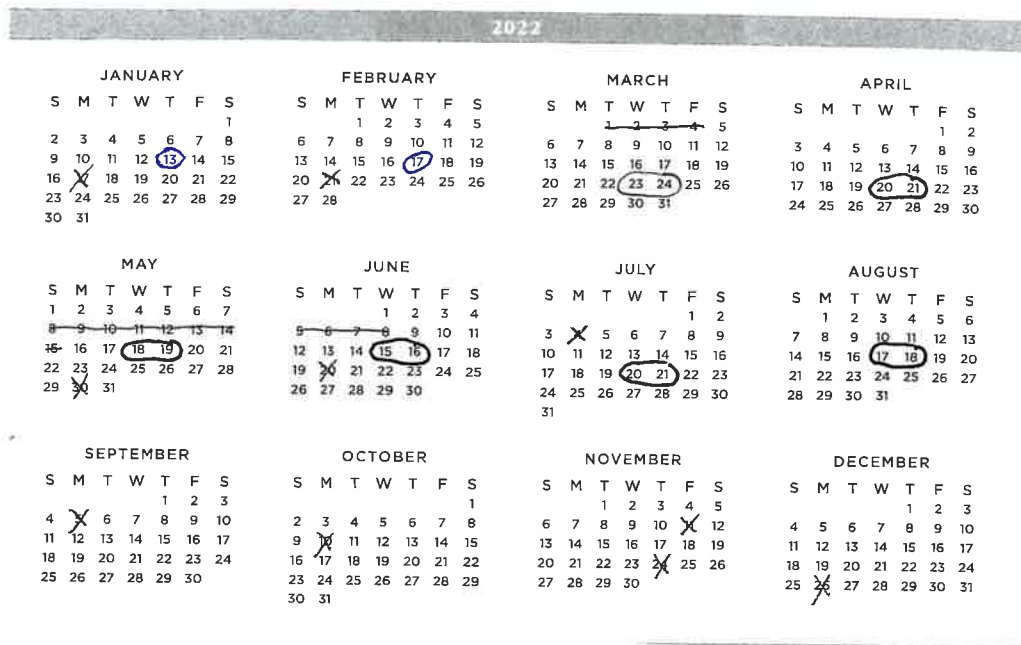 2022
JANUARY
S M T W T F S
1
2 3 4 5 6 7 8
9 10 11 12 13 14 15
16 17 18 19 20 21 22
23 24 25 26 27 28 29
30 31
FEBRUARY
S M T W T F S
1 2 3 4 5
6 7 8 9 10 11 12
13 14 15 16 17 18 19
20 21 22 23 24 25 26
27 28
MARCH
S M T W T F S
1 2 3 4 5
6 7 8 9 10 11 12
13 14 15 16 17 18 19
20 21 22 23 24 25 26
27 28 29 30 31
APRIL
S M T W T F S
1 2
3 4 5 6 7 8 9
10 11 12 13 14 15 16
17 18 19 20 21 22 23
24 25 26 27 28 29 30
MAY
S M T W T F S
1 2 3 4 5 6 7
8 9 10 11 12 13 14
15 16 17 18 19 20 21
22 23 24 25 26 27 28
29 30 31
JUNE
S M T W T F S
1 2 3 4
5 6 7 8 9 10 11
12 13 14 15 16 17 18
19 20 21 22 23 24 25
26 27 28 29 30
JULY
S M T W T F S
1 2
3 4 5 6 7 8 9
10 11 12 13 14 15 16
17 18 19 20 21 22 23
24 25 26 27 28 29 30
31
AUGUST
S M T W T F S
1 2 3 4 5 6
7 8 9 10 11 12 13
14 15 16 17 18 19 20
21 22 23 24 25 26 27
28 29 30 31
SEPTEMBER
S M T W T F S
1 2 3
4 5 6 7 8 9 10
11 12 13 14 15 16 17
18 19 20 21 22 23 24
25 26 27 28 29 30
OCTOBER
S M T W T F S
1
2 3 4 5 6 7 8
9 10 11 12 13 14 15
16 17 18 19 20 21 22
23 24 25 26 27 28 29
30 31
NOVEMBER
S M T W T F S
1 2 3 4 5
6 7 8 9 10 11 12
13 14 15 16 17 18 19
20 21 22 23 24 25 26
27 28 29 30
DECEMBER
S M T W T F S
1 2 3
4 5 6 7 8 9 10
11 12 13 14 15 16 17
18 19 20 21 22 23 24
25 26 27 28 29 30 31